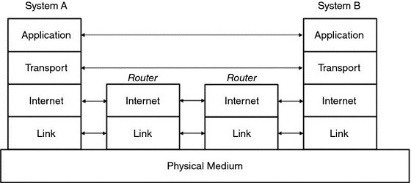 System A System B
Application Application
Transport Transport
Router Router
Internet Internet Internet Internet
Link Link Link Link
Physical Medium